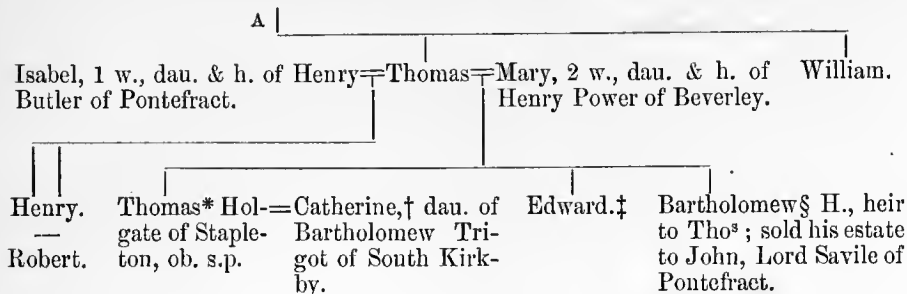 A
Isabel, 1 w., dau. & h. of Henry=Thomas=Mary, 2 w., dau. & h. of William.
Butler of Pontefract. Henry Power of Beverley.
Henry. Thomas* Hol-=Catherine,† dau. of Edward.‡ Bartholomew§ H., heir
— gate of Staple- Bartholomew Tri- to Thoˢ; sold his estate
Robert. ton, ob. s.p. got of South Kirk- to John, Lord Savile of
by. Pontefract.